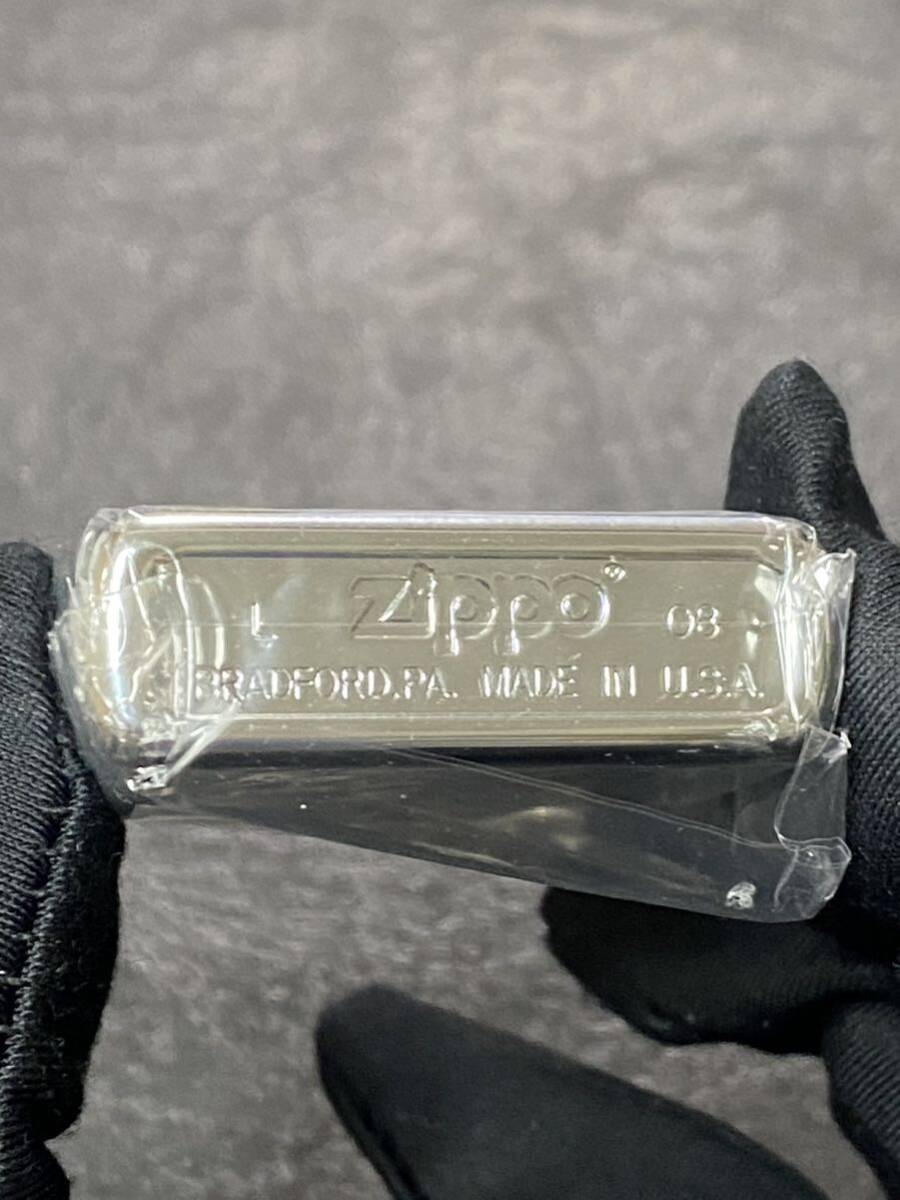 L Zippo® 08
BRADFORD,PA. MADE IN U.S.A.